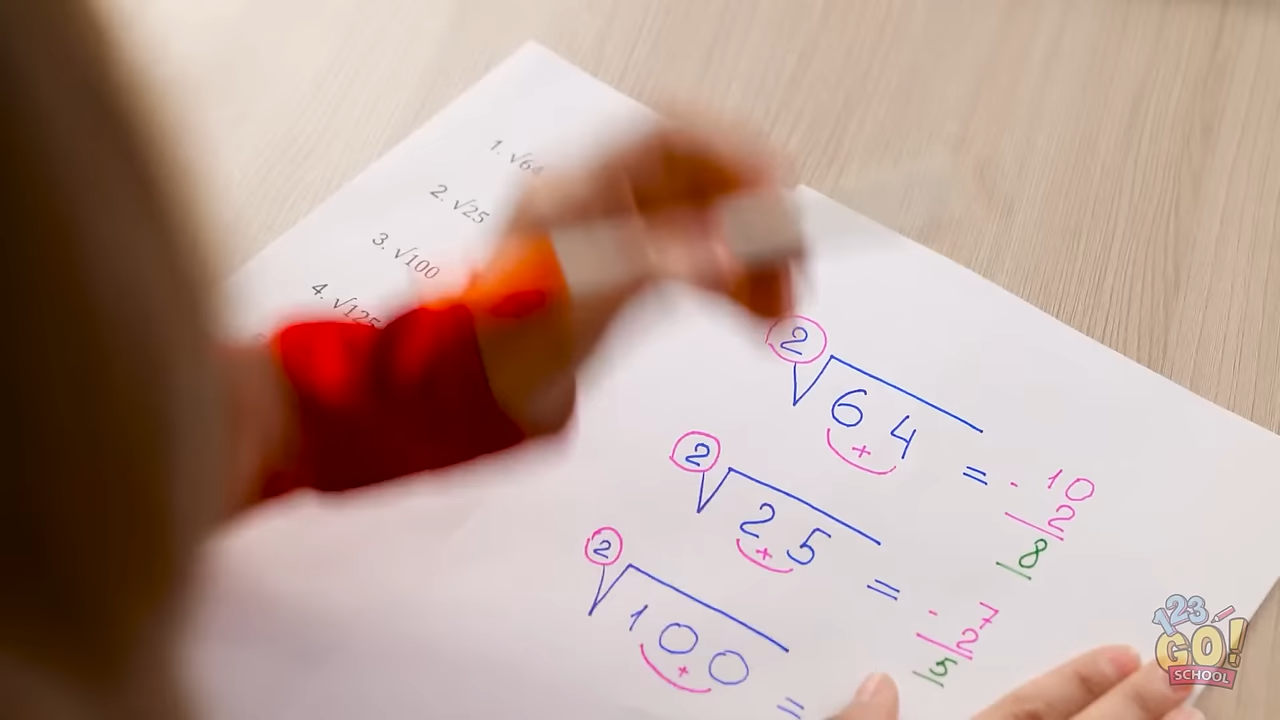 1. √64
2. √25
3. √100
4. √125
2√64 = - 10
2
8
2√25 = - 7
2
5
2√100 =
123
GO!
SCHOOL